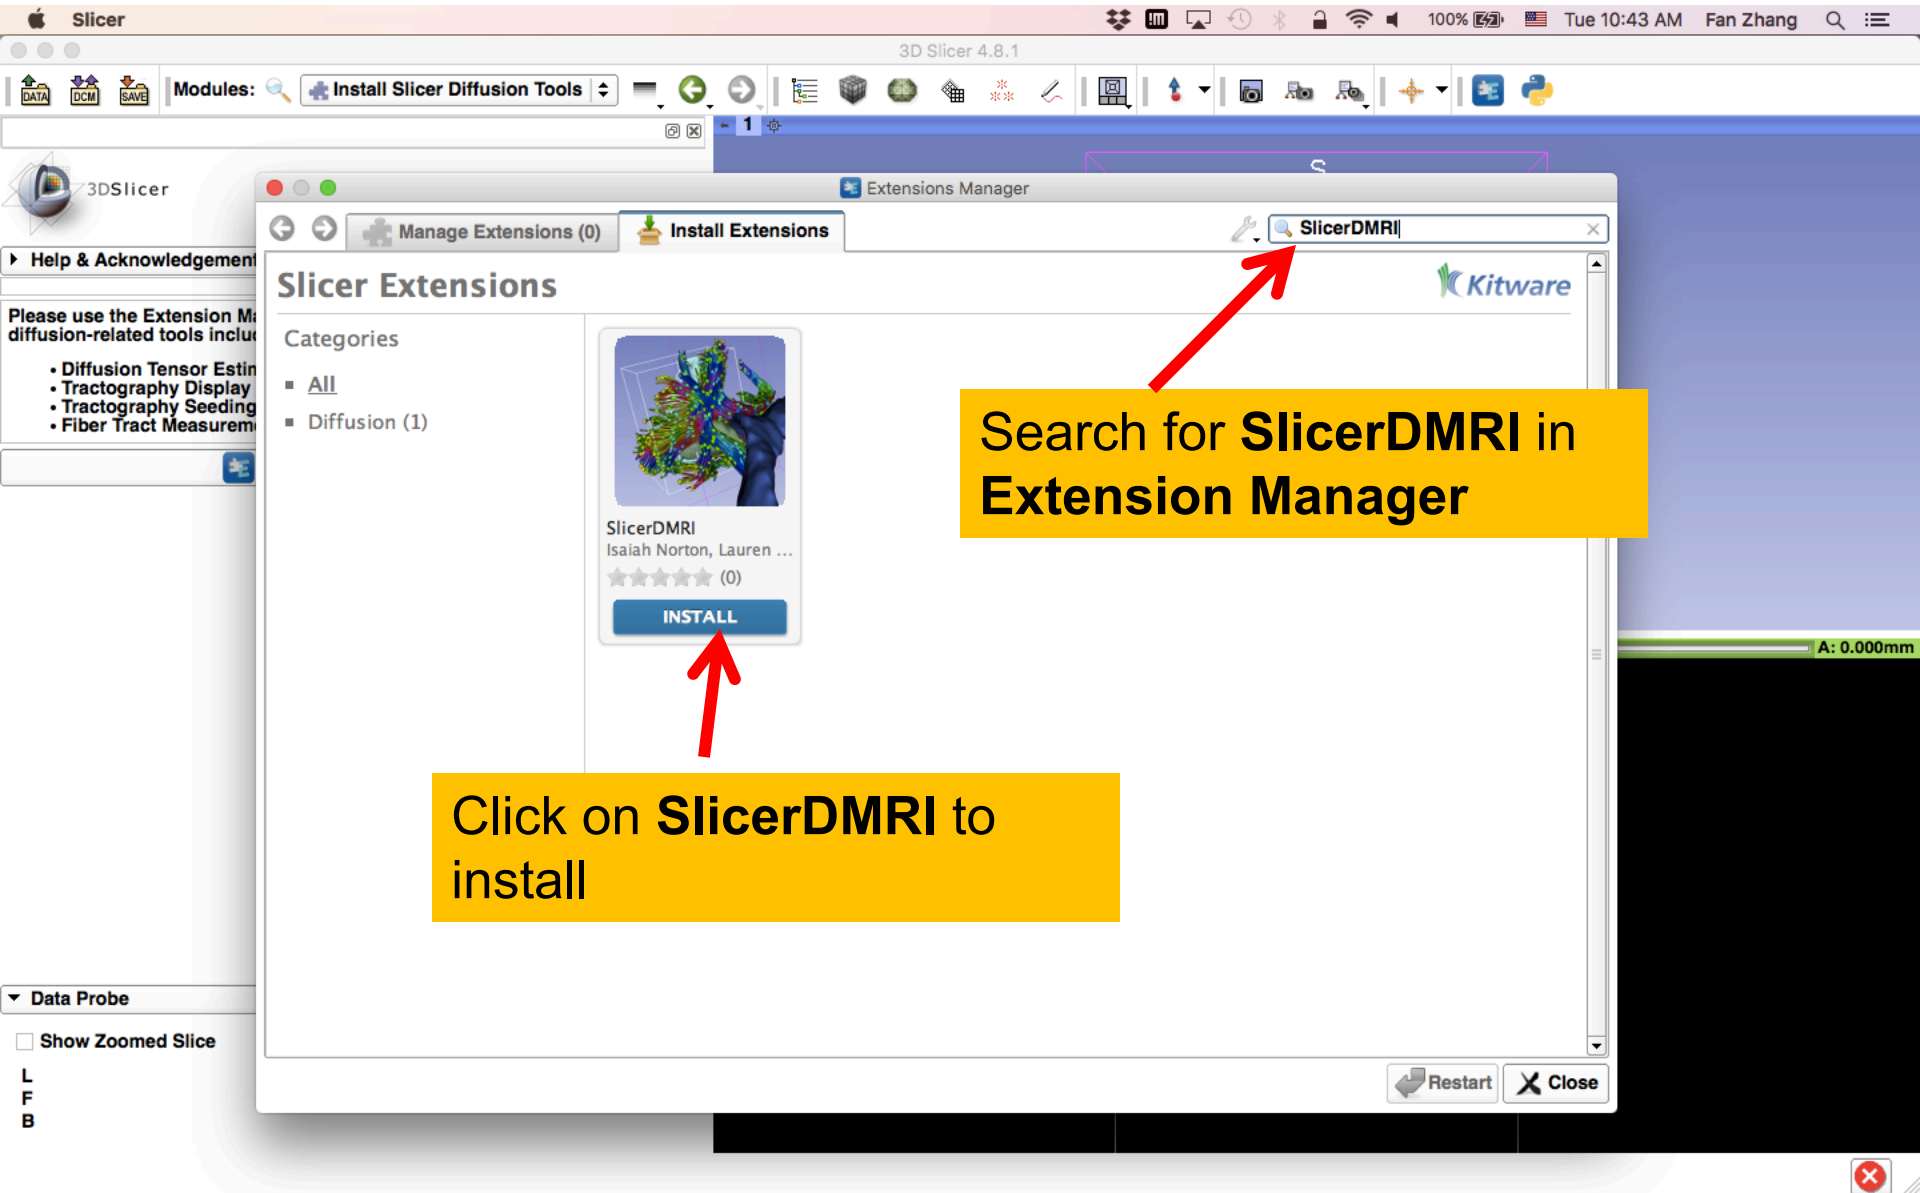 Slicer
100%
Tue 10:43 AM
Fan Zhang
3D Slicer 4.8.1
DATA
DCM
SAVE
Modules:
Install Slicer Diffusion Tools
1
S
3DSlicer
Extensions Manager
Manage Extensions (0)
Install Extensions
SlicerDMRI
Help & Acknowledgement
Slicer Extensions
Kitware
Please use the Extension
diffusion-related tools
• Diffusion Tensor
• Tractography Display
• Tractography Seeding
• Fiber Tract
Categories
All
Diffusion (1)
SlicerDMRI
Isaiah Norton, Lauren ...
(0)
INSTALL
Search for SlicerDMRI in
Extension Manager
A: 0.000mm
Click on SlicerDMRI to
install
Data Probe
Show Zoomed Slice
L
F
B
Restart
Close